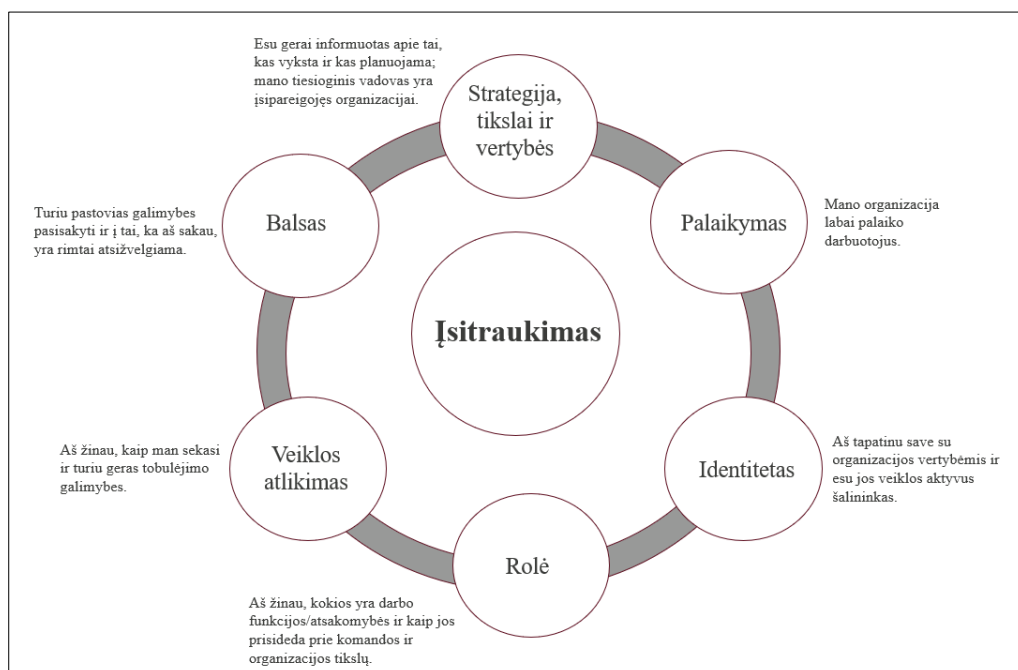 Esu gerai informuotas apie tai,
kas vyksta ir kas planuojama;
mano tiesioginis vadovas yra
įsipareigojęs organizacijai.
Strategija,
tikslai ir
vertybės
Turiu pastovias galimybes
pasisakyti ir į tai, ka aš sakau,
yra rimtai atsižvelgiama.
Balsas
Palaikymas
Mano organizacija
labai palaiko
darbuotojus.
Įsitraukimas
Aš žinau, kaip man sekasi
ir turiu geras tobulėjimo
galimybes.
Veiklos
atlikimas
Identitetas
Aš tapatinu save su
organizacijos vertybėmis ir
esu jos veiklos aktyvus
šalininkas.
Rolė
Aš žinau, kokios yra darbo
funkcijos/atsakomybės ir kaip jos
prisideda prie komandos ir
organizacijos tikslų.